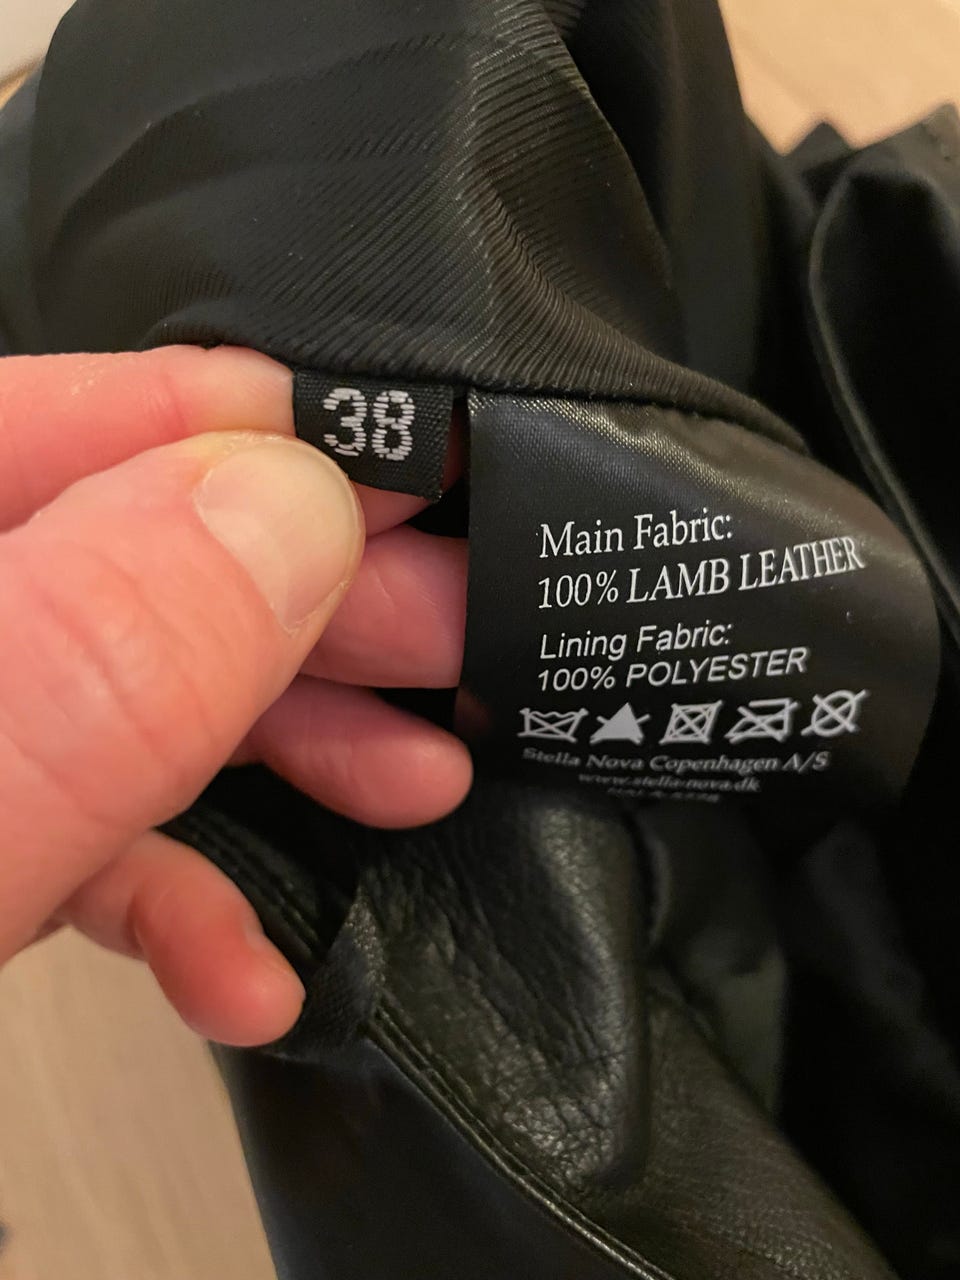 38
Main Fabric:
100% LAMB LEATHER
Lining Fabric:
100% POLYESTER
Stella Nova Copenhagen A/S
www.stella-nova.dk